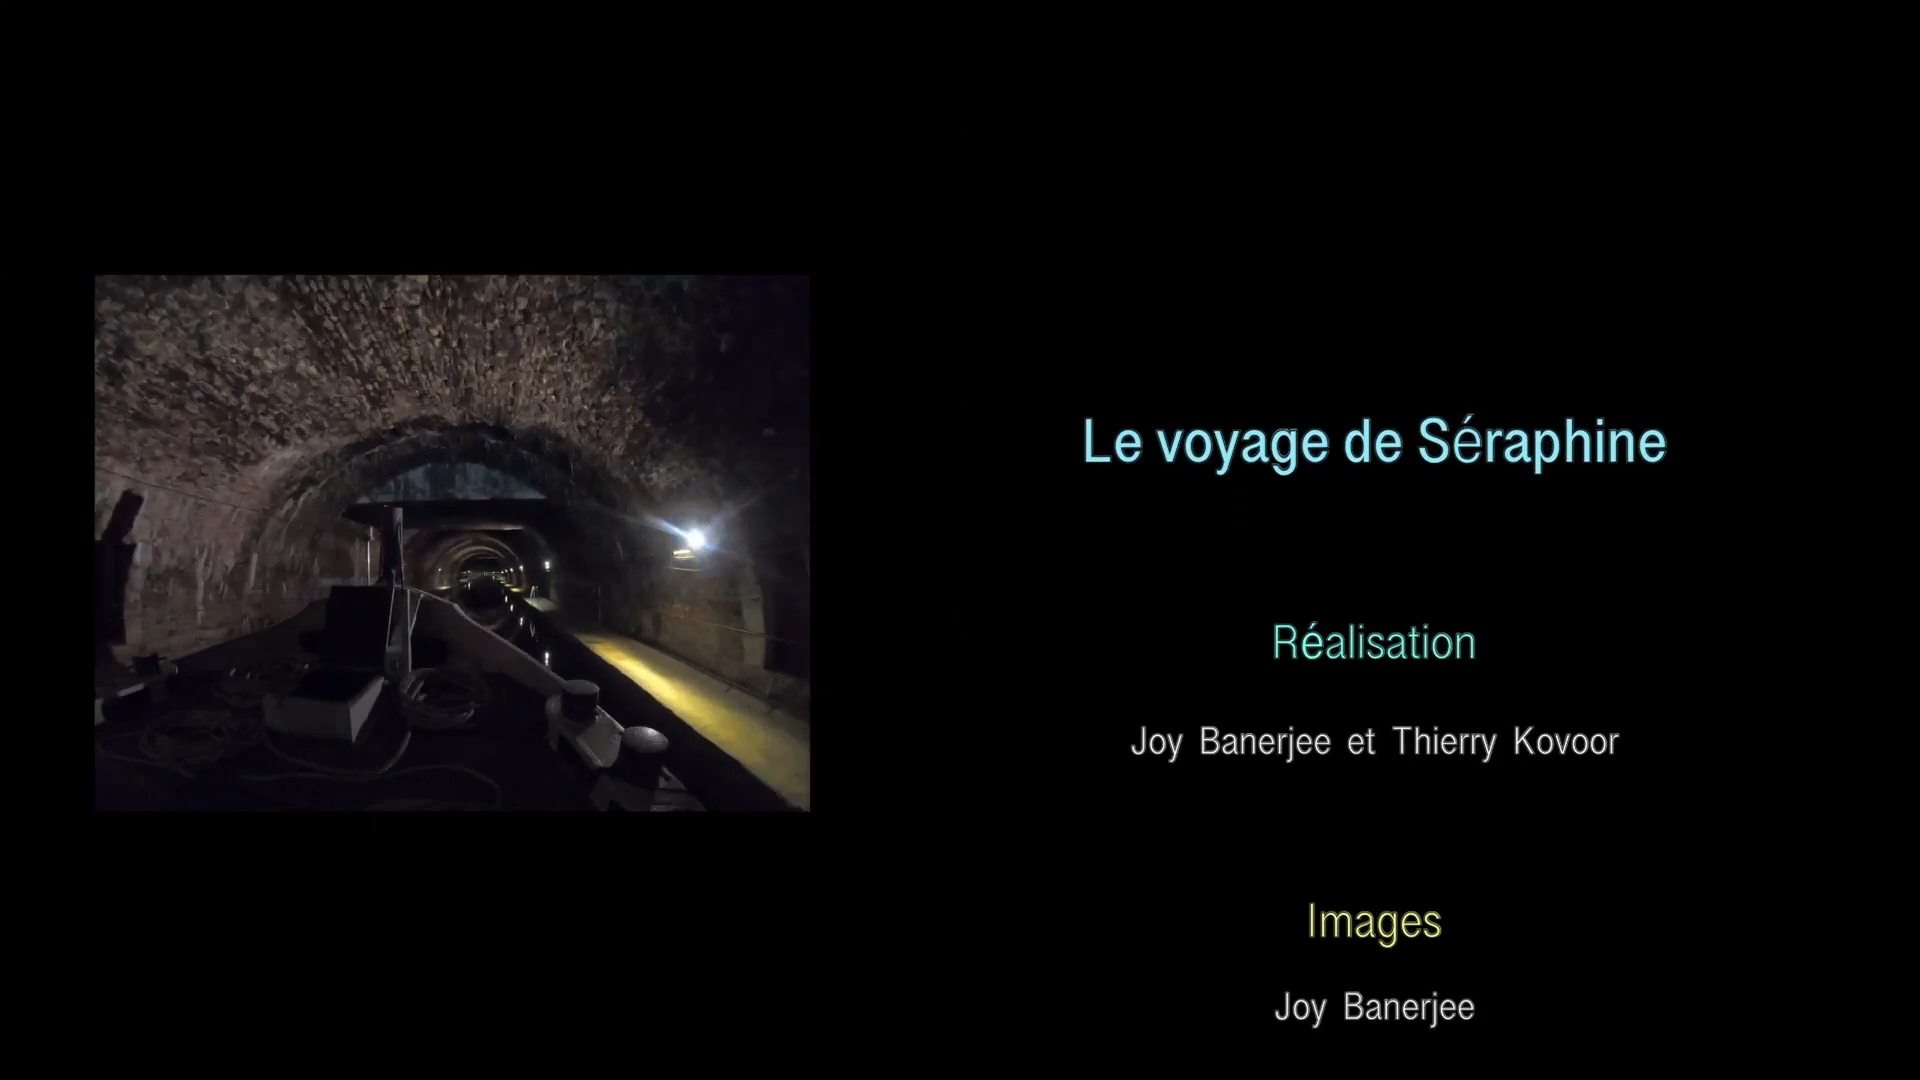 Le voyage de Séraphine
Réalisation
Joy Banerjee et Thierry Kovoor
Images
Joy Banerjee